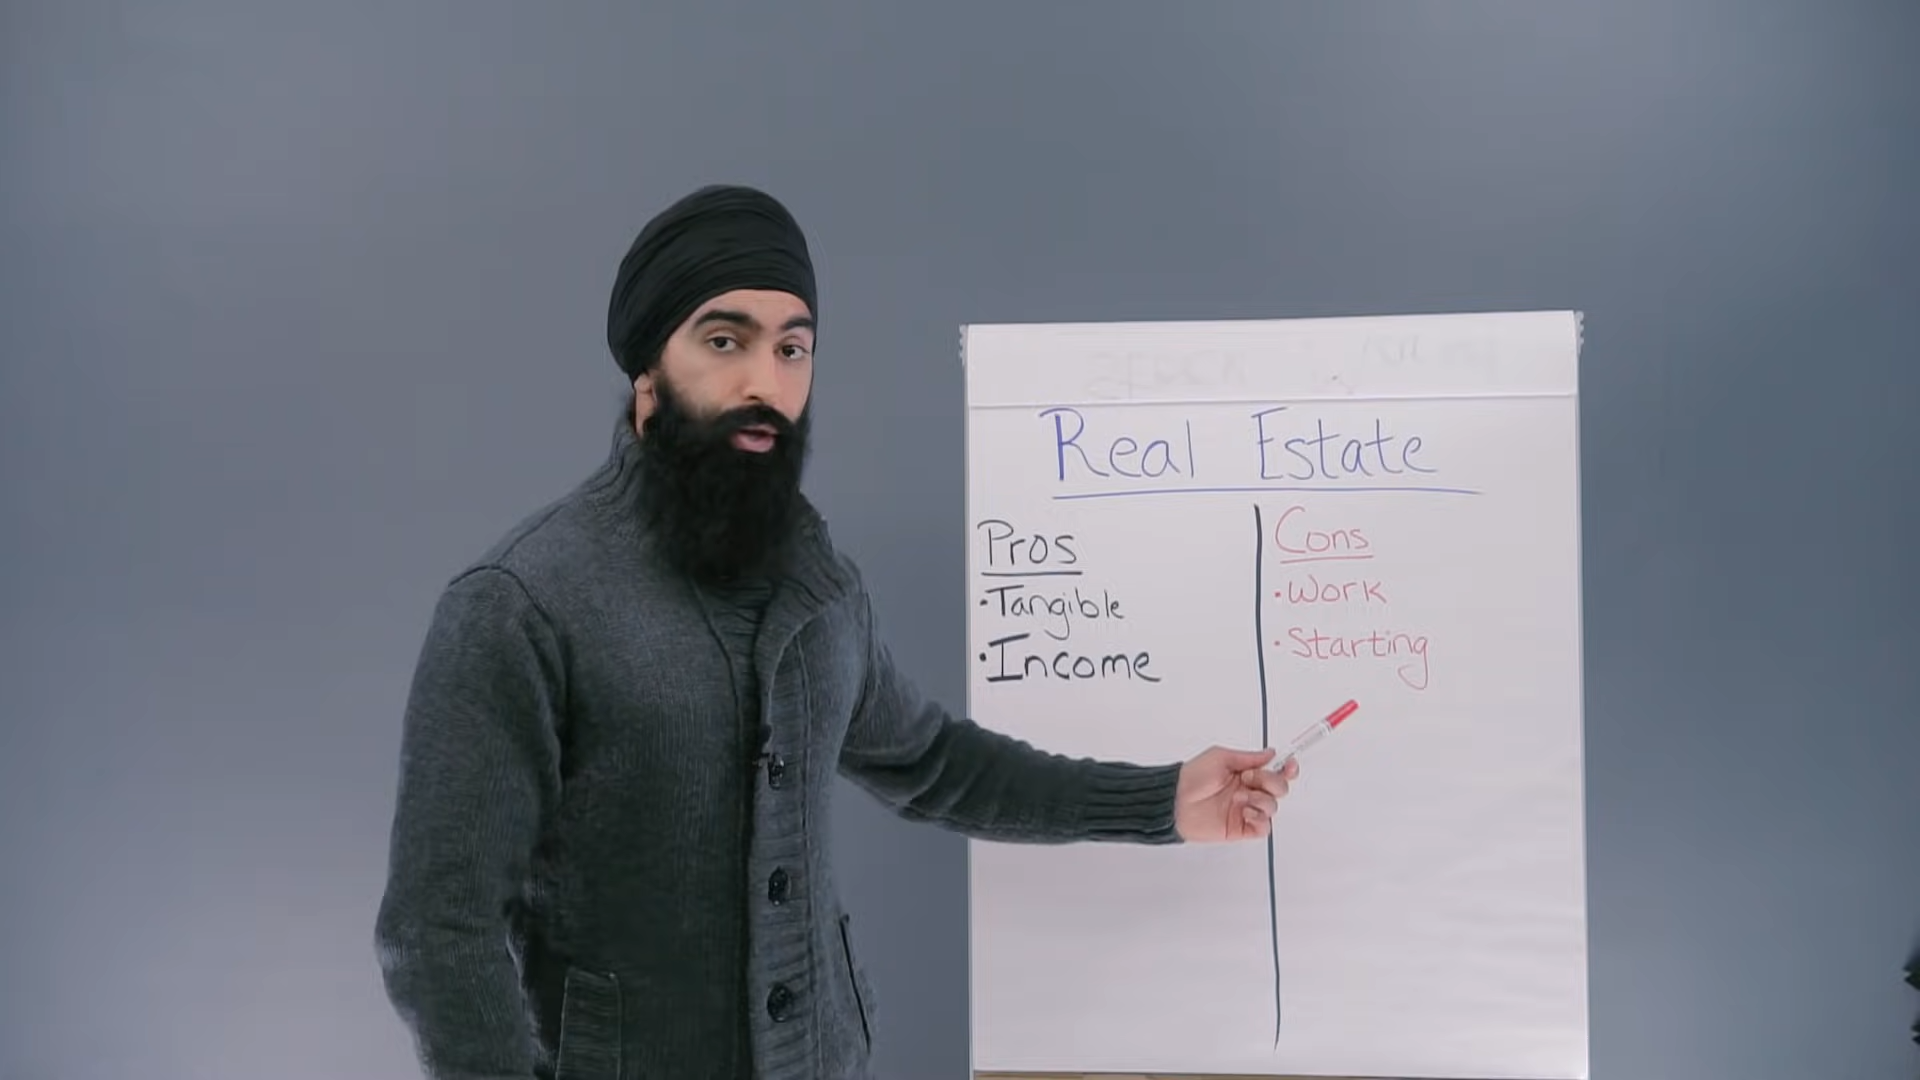 Real Estate
Pros
•Tangible
•Income
Cons
•Work
•Starting